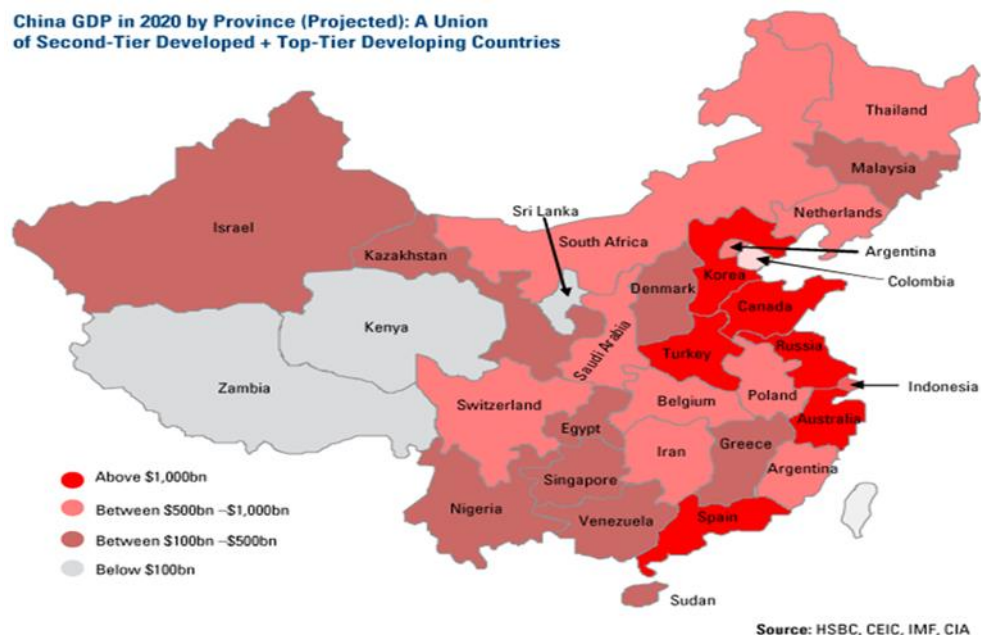 China GDP in 2020 by Province (Projected): A Union
of Second-Tier Developed + Top-Tier Developing Countries
Thailand
Malaysia
Sri Lanka
Netherlands
Israel
South Africa
Argentina
Kazakhstan
Korea
Colombia
Denmark
Canada
Kenya
Saudi Arabia
Turkey
Russia
Zambia
Indonesia
Switzerland
Belgium
Poland
Australia
Egypt
Greece
Iran
Argentina
Above $1,000bn
Singapore
Between $500bn –$1,000bn
Nigeria
Venezuela
Spain
Between $100bn –$500bn
Below $100bn
Sudan
Source: HSBC, CEIC, IMF, CIA